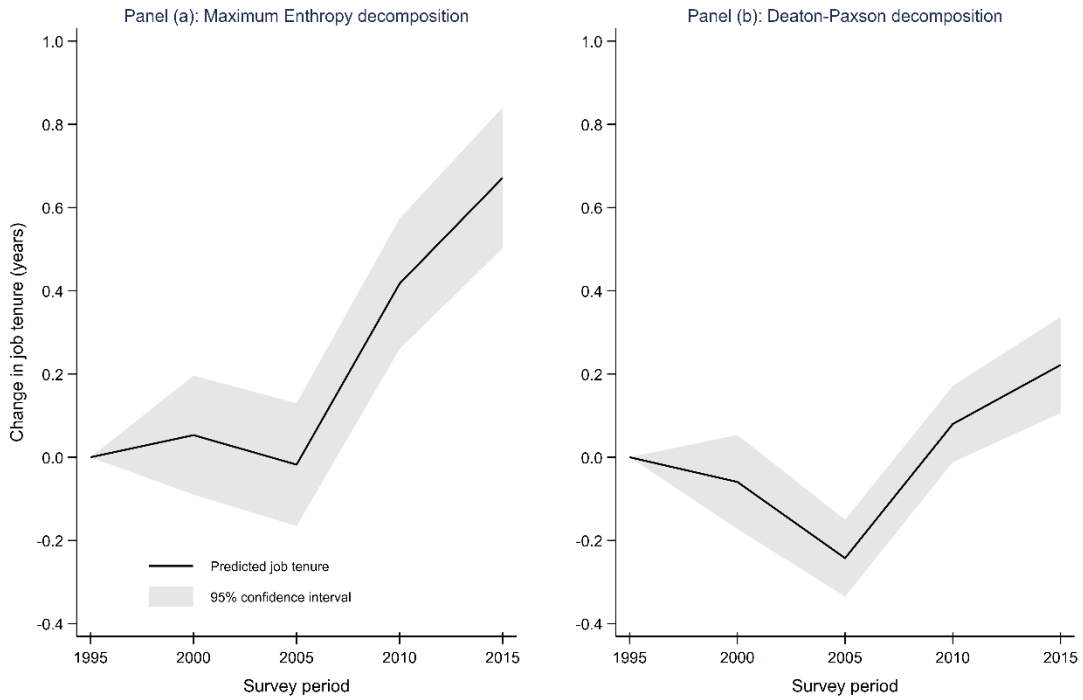 Panel (a): Maximum Entropy decomposition
Change in job tenure (years)
1.0
0.8
0.6
0.4
0.2
0.0
-0.2
-0.4
Predicted job tenure
95% confidence interval
1995 2000 2005 2010 2015
Survey period
Panel (b): Deaton-Paxson decomposition
1.0
0.8
0.6
0.4
0.2
0.0
-0.2
-0.4
1995 2000 2005 2010 2015
Survey period